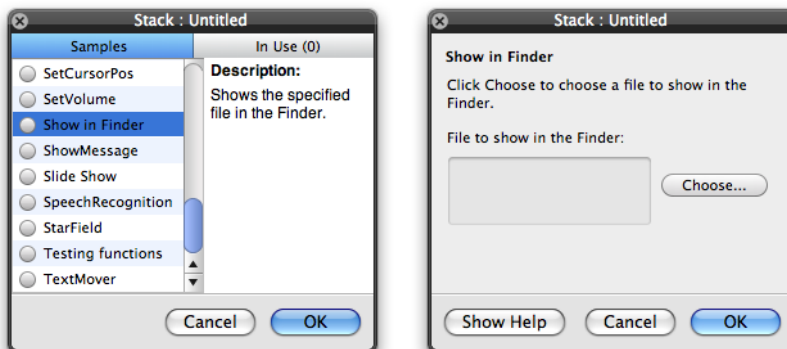 Stack : Untitled
Samples
In Use (0)
SetCursorPos
SetVolume
Show in Finder
ShowMessage
Slide Show
SpeechRecognition
StarField
Testing functions
TextMover
Description:
Shows the specified
file in the Finder.
Cancel
OK
Stack : Untitled
Show in Finder
Click Choose to choose a file to show in the
Finder.
File to show in the Finder:
Choose...
Show Help
Cancel
OK